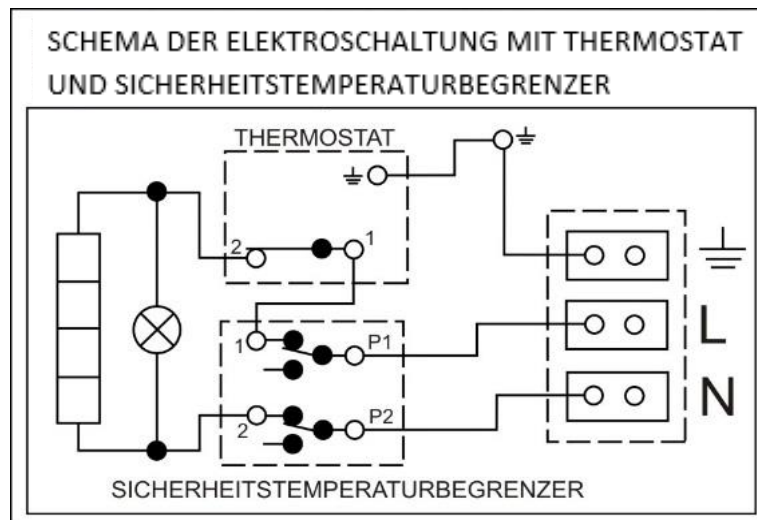 SCHEMA DER ELEKTROSCHALTUNG MIT THERMOSTAT
UND SICHERHEITSTEMPERATURBEGRENZER
THERMOSTAT
2
1
1
P1
L
2
P2
N
SICHERHEITSTEMPERATURBEGRENZER